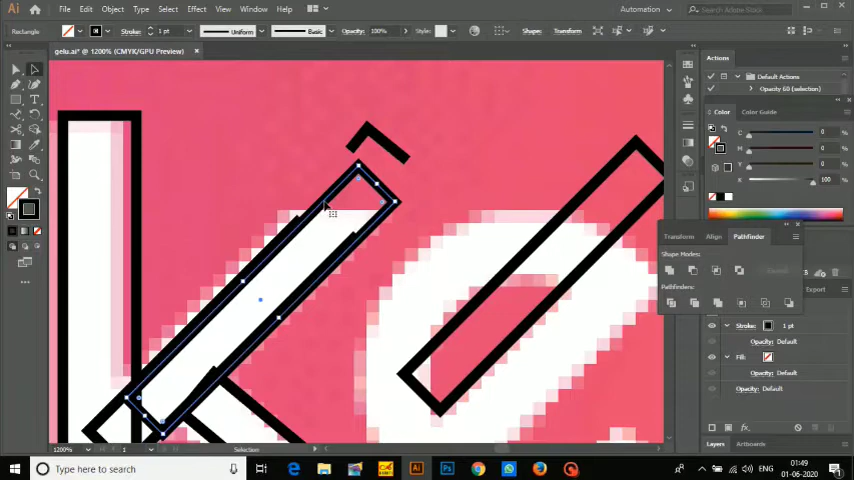 Ai File Edit Object Type Select Effect View Window Help Automation Search Adobe Stock
Rectangle Stroke: 1 pt Uniform Basic Opacity: 100% Style: Shape: Transform
gelu.ai* @ 1200% (CMYK/GPU Preview) ×
Actions
Default Actions
Opacity 60 (selection)
Color Color Guide
C 0 %
M 0 %
Y 0 %
K 100 %
Transform Align Pathfinder
Shape Modes:
Expand
Pathfinders:
Export
Stroke: 1 pt
Opacity: Default
Fill:
Opacity: Default
Opacity: Default
fx.
Layers Artboards
1200% 1 Selection
Type here to search
ENG
01:49
01-06-2020